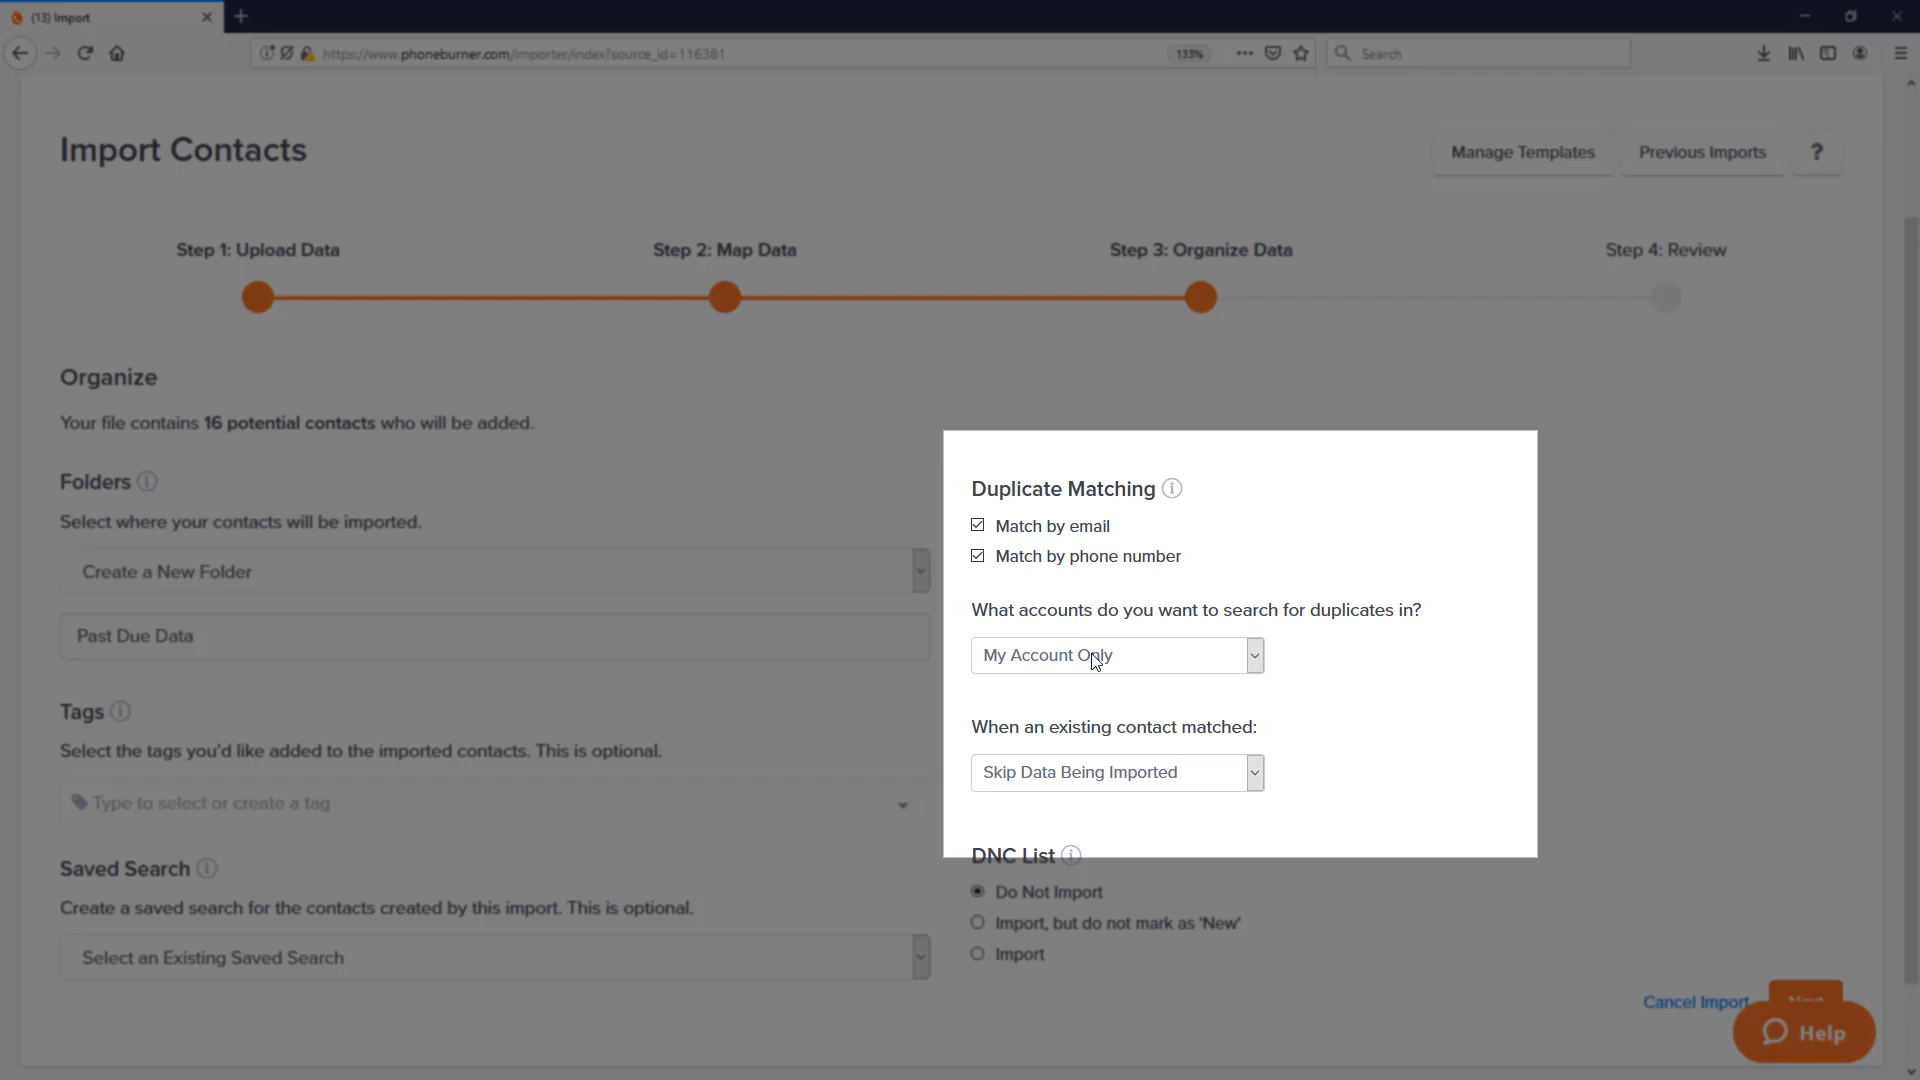 (13) Import
https://www.phoneburner.com/importer/index?source_id=116381
133%
Search
Import Contacts
Manage Templates
Previous Imports
?
Step 1: Upload Data
Step 2: Map Data
Step 3: Organize Data
Step 4: Review
Organize
Your file contains 16 potential contacts who will be added.
Folders
Select where your contacts will be imported.
Create a New Folder
Past Due Data
Tags
Select the tags you'd like added to the imported contacts. This is optional.
Type to select or create a tag
Saved Search
Create a saved search for the contacts created by this import. This is optional.
Select an Existing Saved Search
Duplicate Matching
Match by email
Match by phone number
What accounts do you want to search for duplicates in?
My Account Only
When an existing contact matched:
Skip Data Being Imported
DNC List
Do Not Import
Import, but do not mark as 'New'
Import
Cancel Import
Next
Help